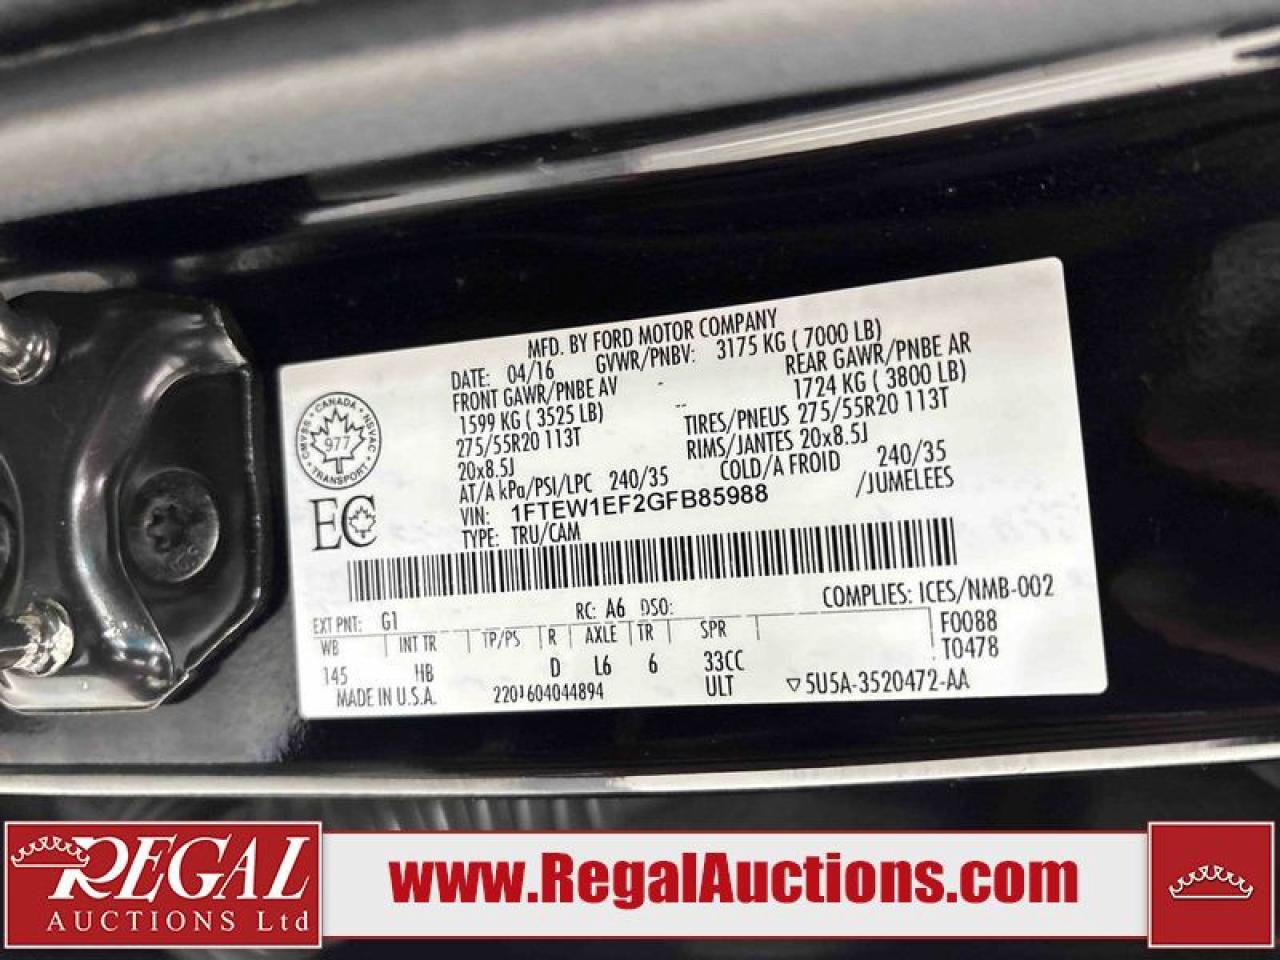 MFD. BY FORD MOTOR COMPANY
DATE: 04/16 GVWR/PNBV: 3175 KG ( 7000 LB)
FRONT GAWR/PNBE AV REAR GAWR/PNBE AR
1599 KG ( 3525 LB) 1724 KG ( 3800 LB)
275/55R20 113T TIRES/PNEUS 275/55R20 113T
20x8.5J RIMS/JANTES 20x8.5J
AT/A kPa/PSI/LPC 240/35 COLD/A FROID 240/35
VIN: 1FTEW1EF2GFB85988 /JUMELEES
TYPE: TRU/CAM
CANADA
CMVSS NSVAC
977
TRANSPORT
EC
COMPLIES: ICES/NMB-002
EXT PNT: G1 RC: A6 DSO: F0088
WB INT TR TP/PS R AXLE TR SPR T0478
145 HB D L6 6 33CC
MADE IN U.S.A. 2201604044894 ULT 5U5A-3520472-AA
REGAL
AUCTIONS Ltd
www.RegalAuctions.com